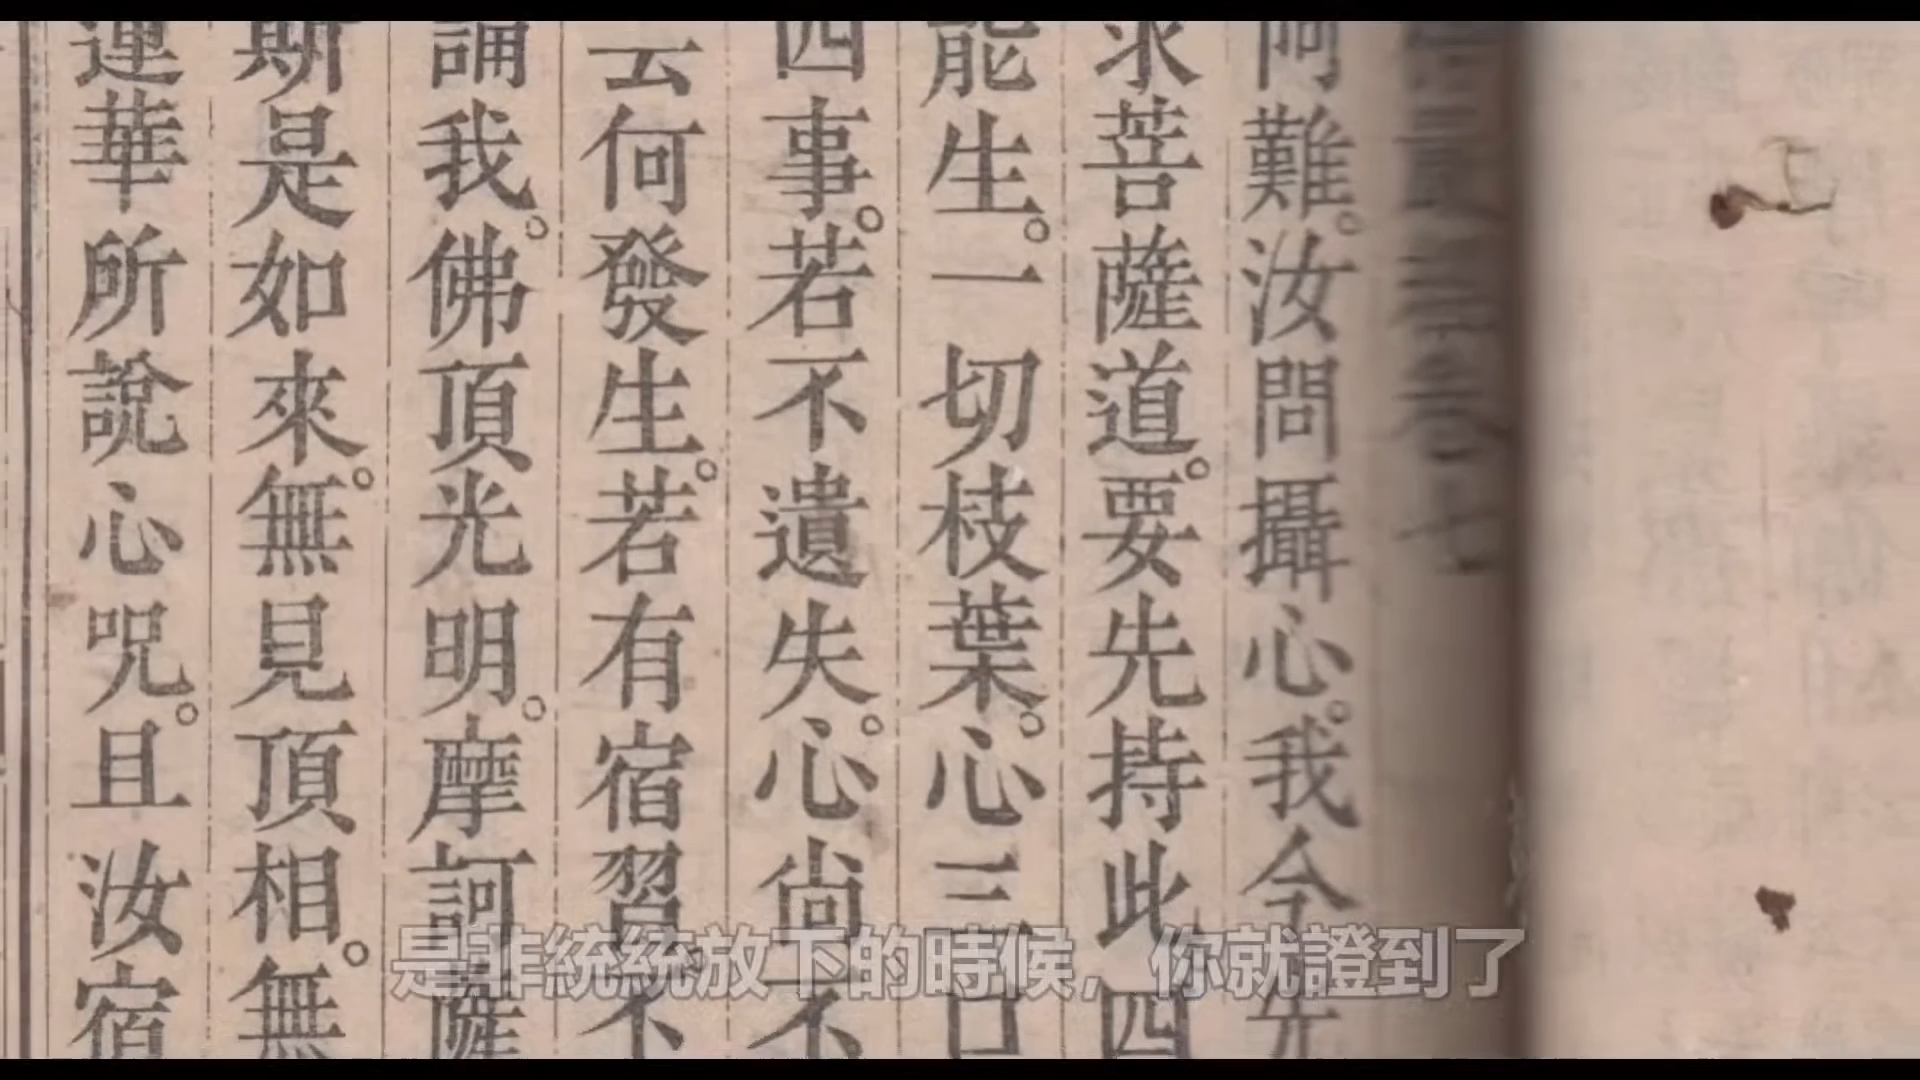 阿難。汝問攝心。我今先
求菩薩道。要先持此四
能生。一切枝葉。心三口
四事。若不遺失。心尚不
云何發生。若有宿習。不
誦我。佛頂光明。摩訶薩
斯是如來。無見頂相。無
蓮華所說心咒。且汝宿
是非統統放下的時候，你就證到了